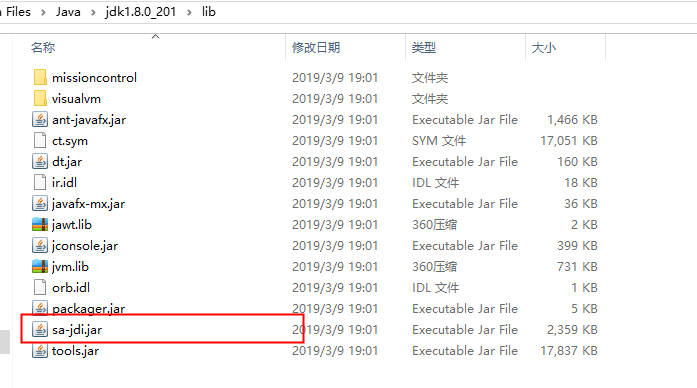 Files > Java > jdk1.8.0_201 > lib
名称 修改日期 类型 大小
missioncontrol 2019/3/9 19:01 文件夹
visualvm 2019/3/9 19:01 文件夹
ant-javafx.jar 2019/3/9 19:01 Executable Jar File 1,466 KB
ct.sym 2019/3/9 19:01 SYM 文件 17,051 KB
dt.jar 2019/3/9 19:01 Executable Jar File 160 KB
ir.idl 2019/3/9 19:01 IDL 文件 18 KB
javafx-mx.jar 2019/3/9 19:01 Executable Jar File 36 KB
jawt.lib 2019/3/9 19:01 360压缩 2 KB
jconsole.jar 2019/3/9 19:01 Executable Jar File 399 KB
jvm.lib 2019/3/9 19:01 360压缩 731 KB
orb.idl 2019/3/9 19:01 IDL 文件 1 KB
packager.jar 2019/3/9 19:01 Executable Jar File 5 KB
sa-jdi.jar 2019/3/9 19:01 Executable Jar File 2,359 KB
tools.jar 2019/3/9 19:01 Executable Jar File 17,837 KB